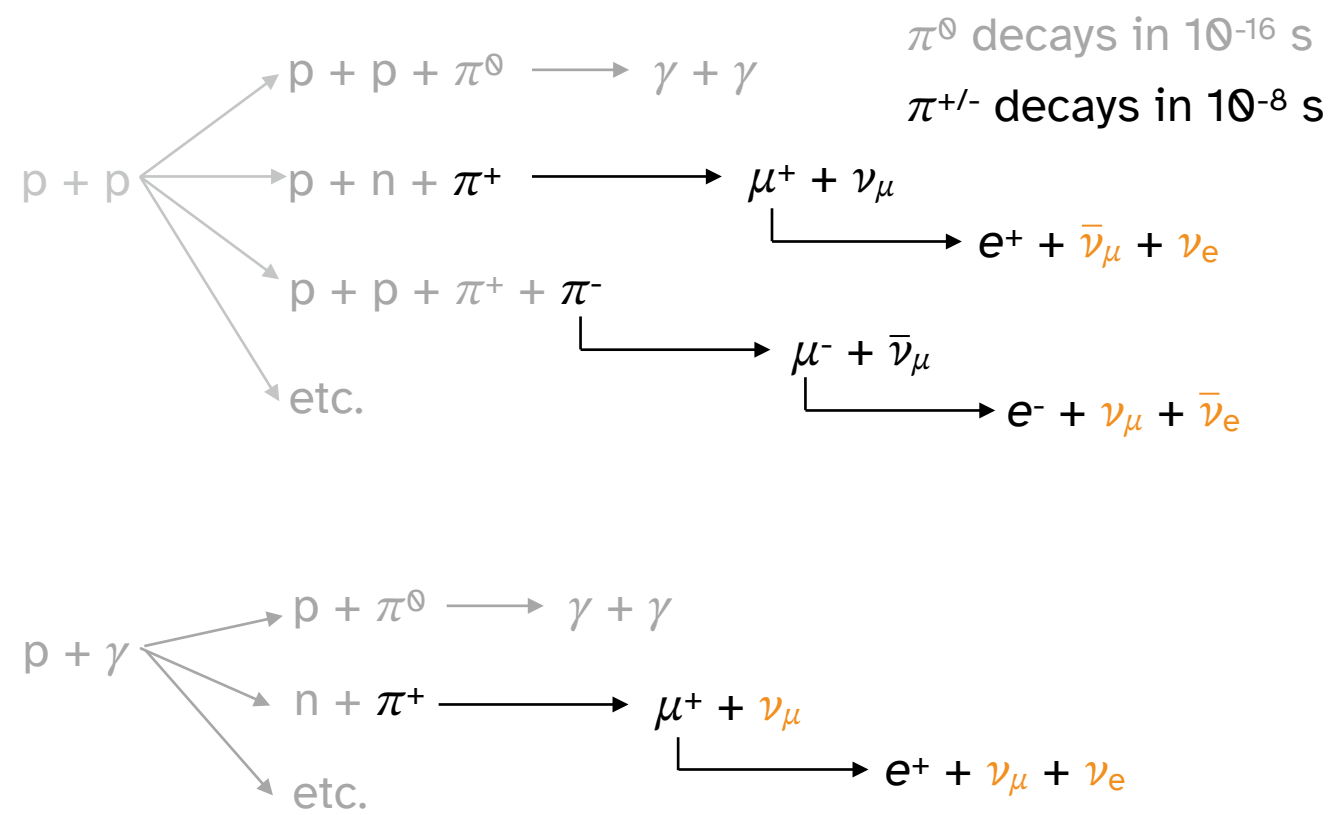 π⁰ decays in 10⁻¹⁶ s
p + p + π⁰ γ + γ
π⁺/⁻ decays in 10⁻⁸ s
p + p
p + n + π⁺ μ⁺ + ν_μ
e⁺ + ν̄_μ + ν_e
p + p + π⁺ + π⁻
μ⁻ + ν̄_μ
etc.
e⁻ + ν_μ + ν̄_e
p + π⁰ γ + γ
p + γ
n + π⁺ μ⁺ + ν_μ
e⁺ + ν_μ + ν_e
etc.